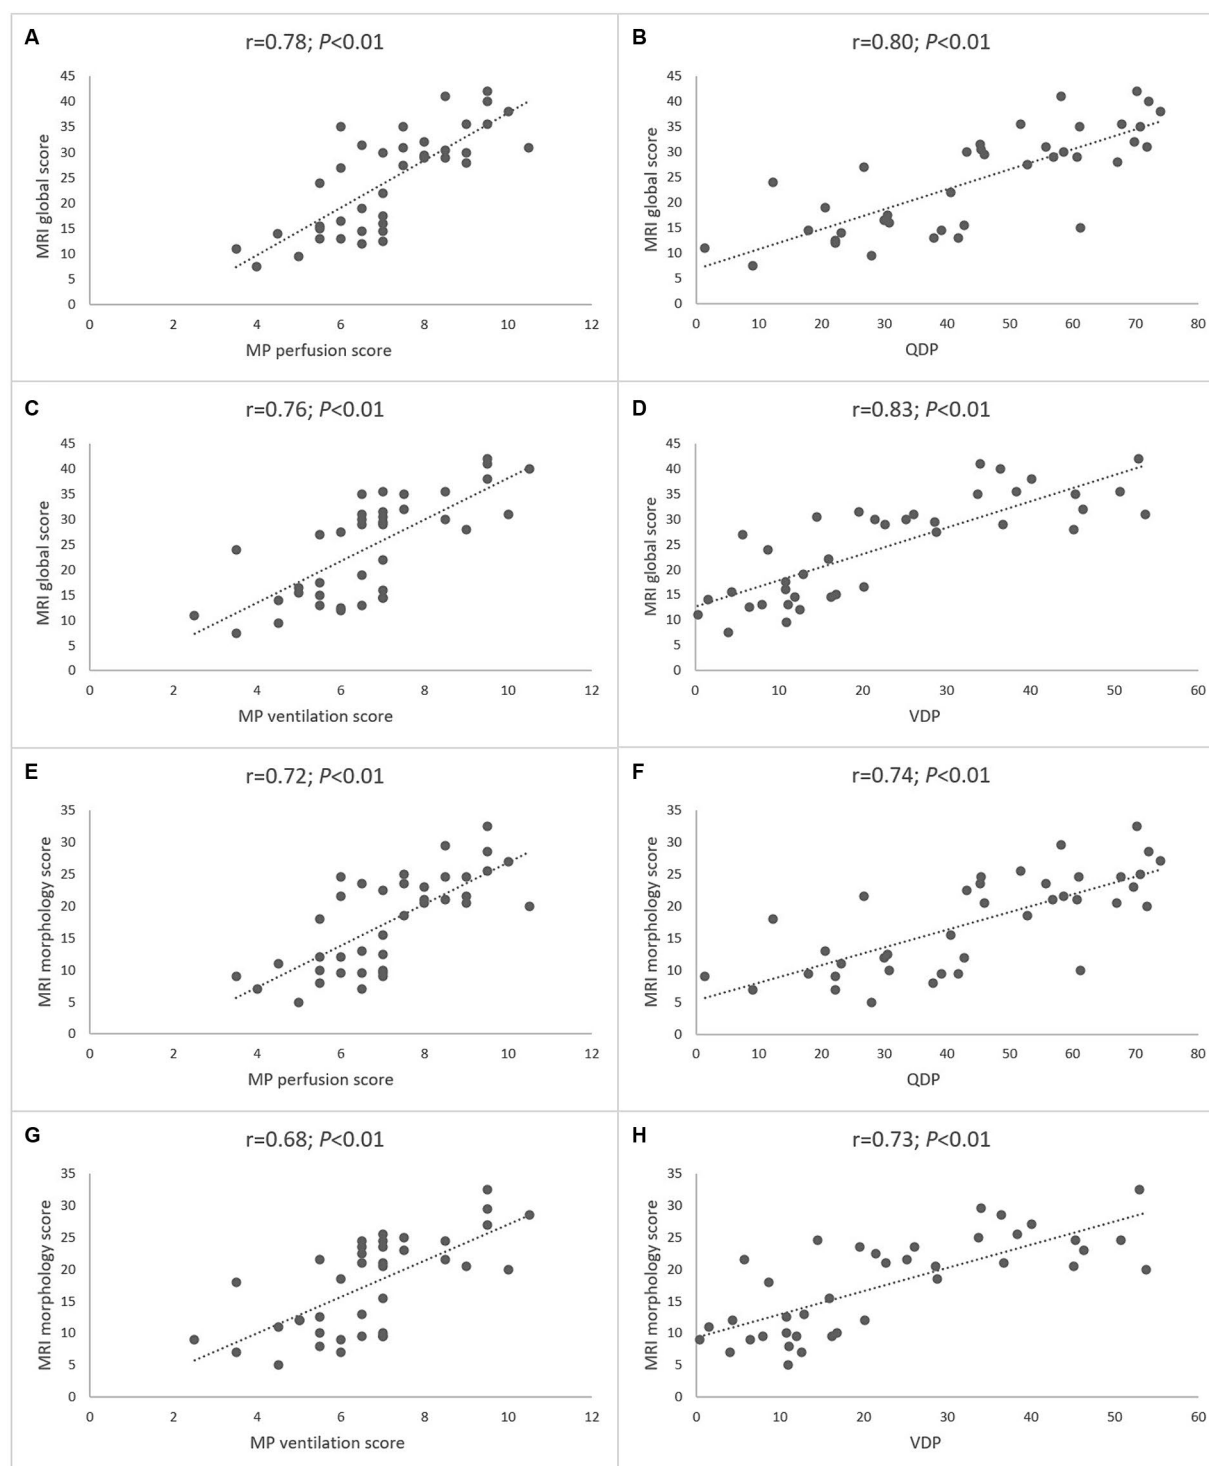 A
r=0.78; P<0.01
MRI global score
45
40
35
30
25
20
15
10
5
0
0 2 4 6 8 10 12
MP perfusion score
B
r=0.80; P<0.01
MRI global score
45
40
35
30
25
20
15
10
5
0
0 10 20 30 40 50 60 70 80
QDP
C
r=0.76; P<0.01
MRI global score
45
40
35
30
25
20
15
10
5
0
0 2 4 6 8 10 12
MP ventilation score
D
r=0.83; P<0.01
MRI global score
45
40
35
30
25
20
15
10
5
0
0 10 20 30 40 50 60
VDP
E
r=0.72; P<0.01
MRI morphology score
35
30
25
20
15
10
5
0
0 2 4 6 8 10 12
MP perfusion score
F
r=0.74; P<0.01
MRI morphology score
35
30
25
20
15
10
5
0
0 10 20 30 40 50 60 70 80
QDP
G
r=0.68; P<0.01
MRI morphology score
35
30
25
20
15
10
5
0
0 2 4 6 8 10 12
MP ventilation score
H
r=0.73; P<0.01
MRI morphology score
35
30
25
20
15
10
5
0
0 10 20 30 40 50 60
VDP